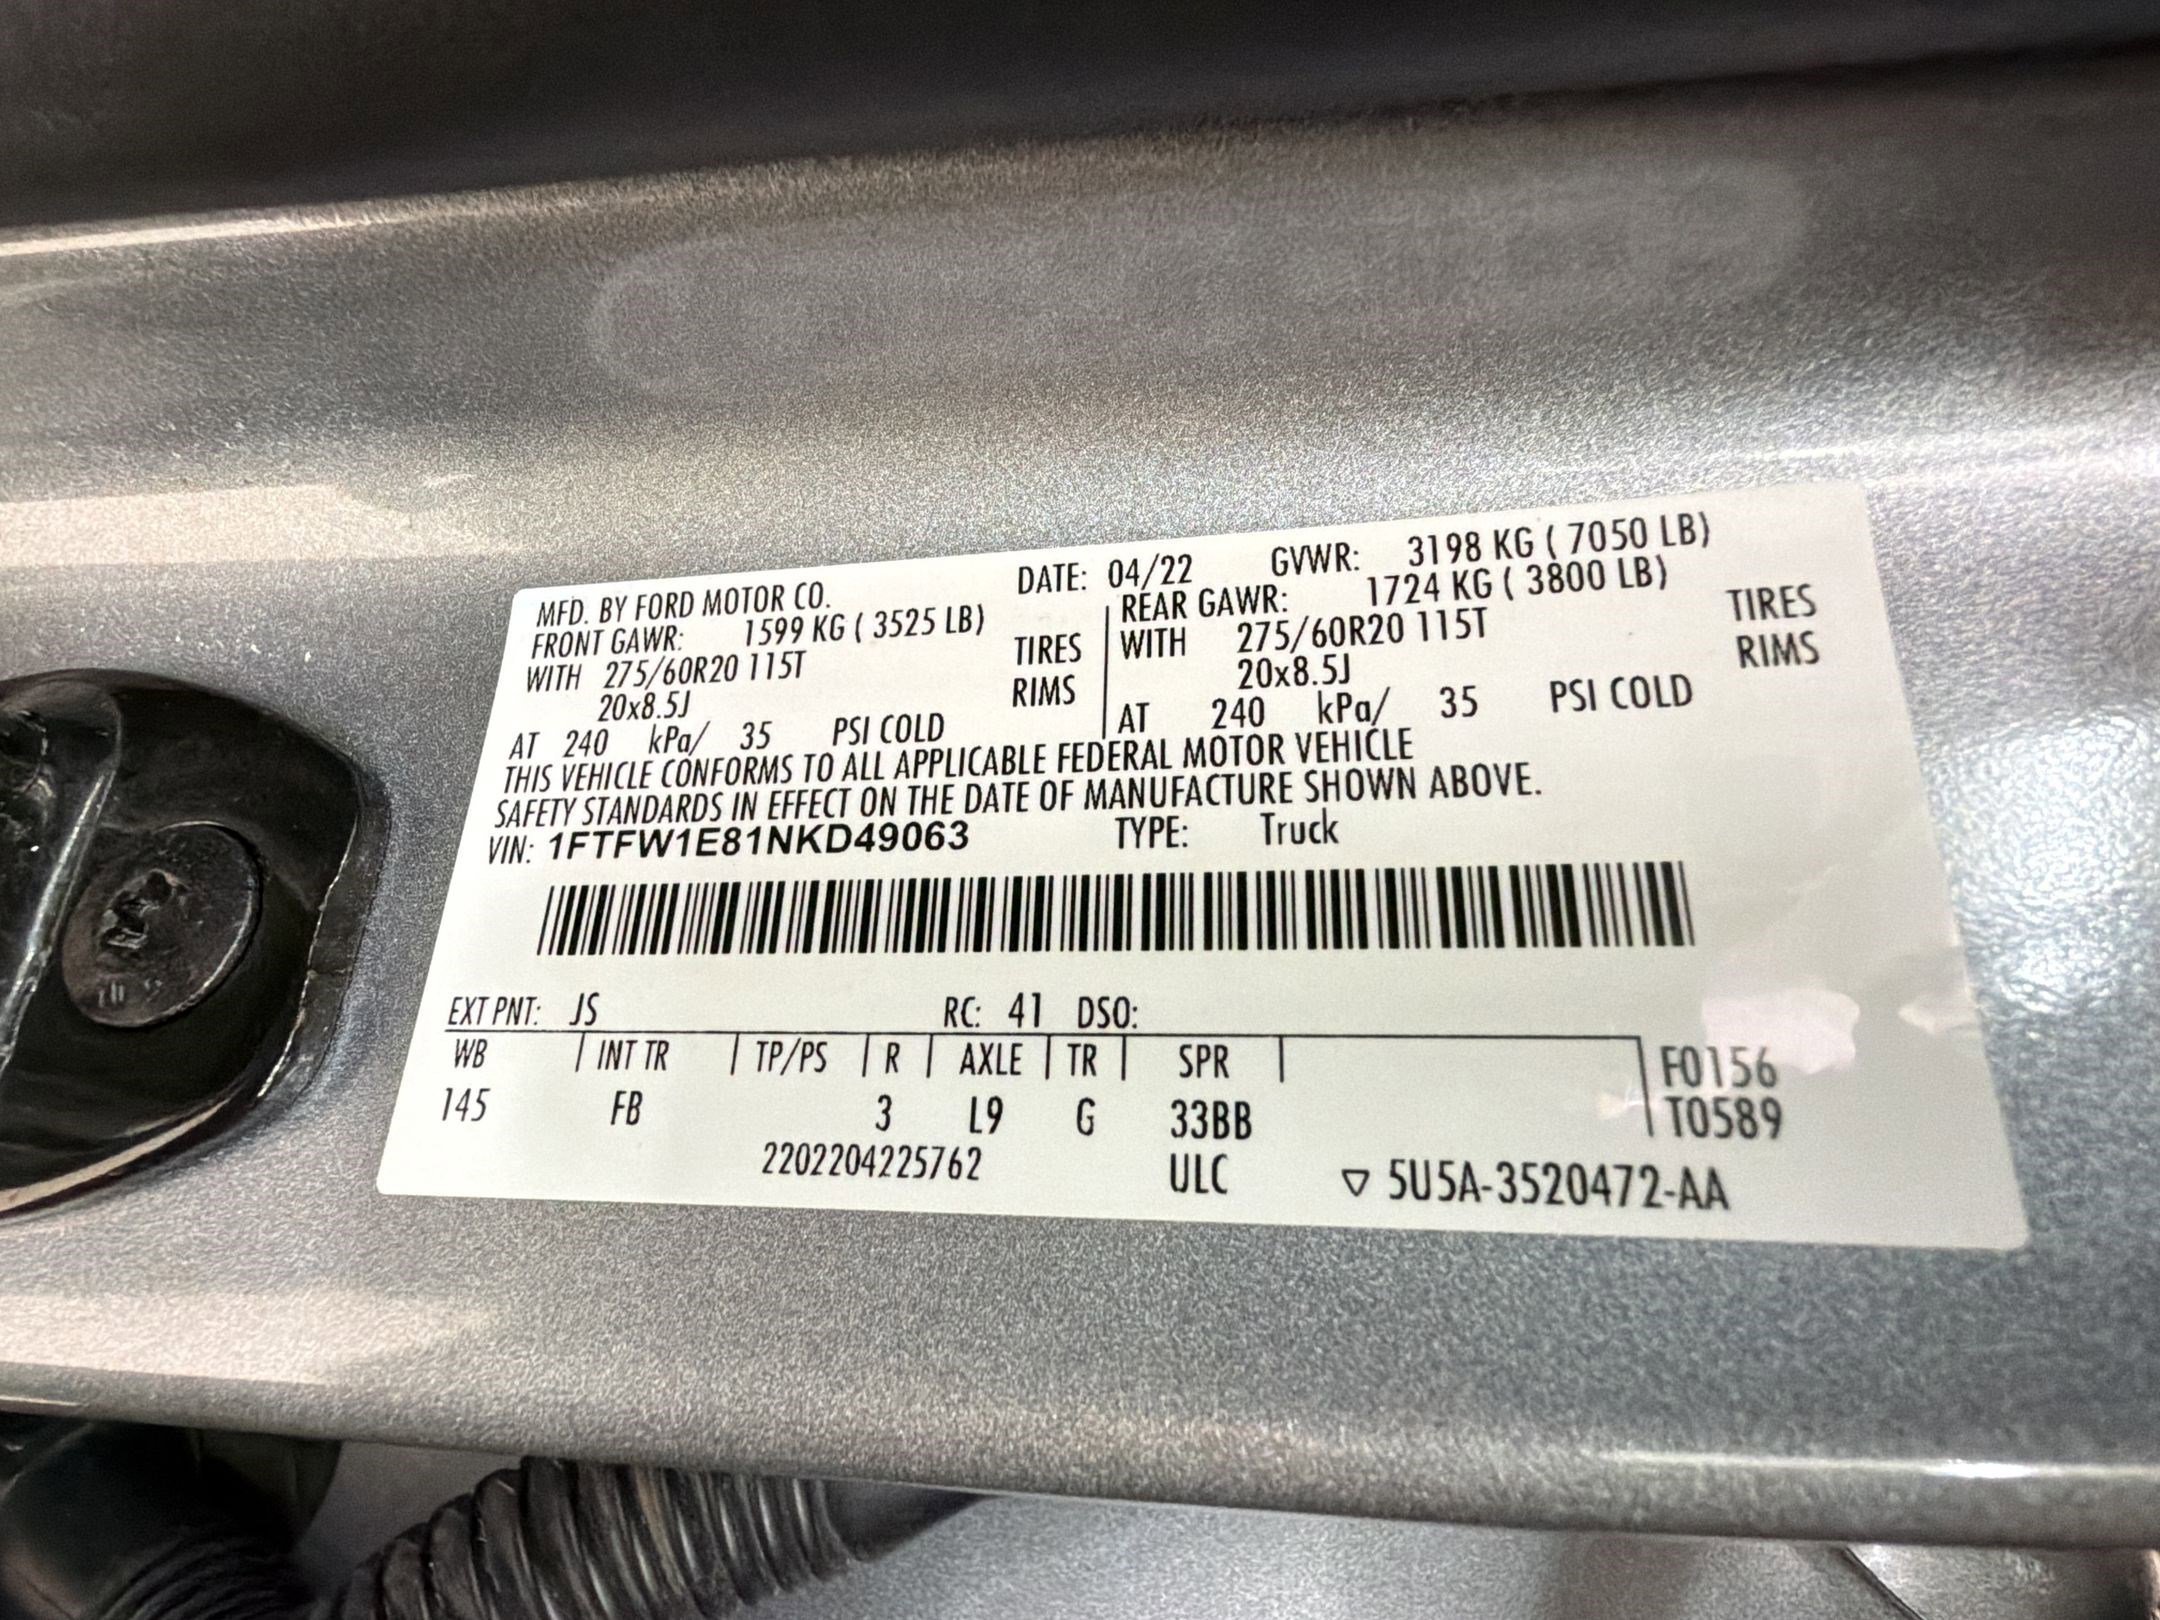 MFD. BY FORD MOTOR CO. DATE: 04/22 GVWR: 3198 KG ( 7050 LB)
FRONT GAWR: 1599 KG ( 3525 LB) REAR GAWR: 1724 KG ( 3800 LB)
WITH 275/60R20 115T TIRES WITH 275/60R20 115T TIRES
20x8.5J RIMS 20x8.5J RIMS
AT 240 kPa/ 35 PSI COLD AT 240 kPa/ 35 PSI COLD
THIS VEHICLE CONFORMS TO ALL APPLICABLE FEDERAL MOTOR VEHICLE
SAFETY STANDARDS IN EFFECT ON THE DATE OF MANUFACTURE SHOWN ABOVE.
VIN: 1FTFW1E81NKD49063 TYPE: Truck
EXT PNT: JS RC: 41 DSO:
WB INT TR TP/PS R AXLE TR SPR F0156
145 FB 3 L9 G 33BB T0589
2202204225762 ULC ▽ 5U5A-3520472-AA